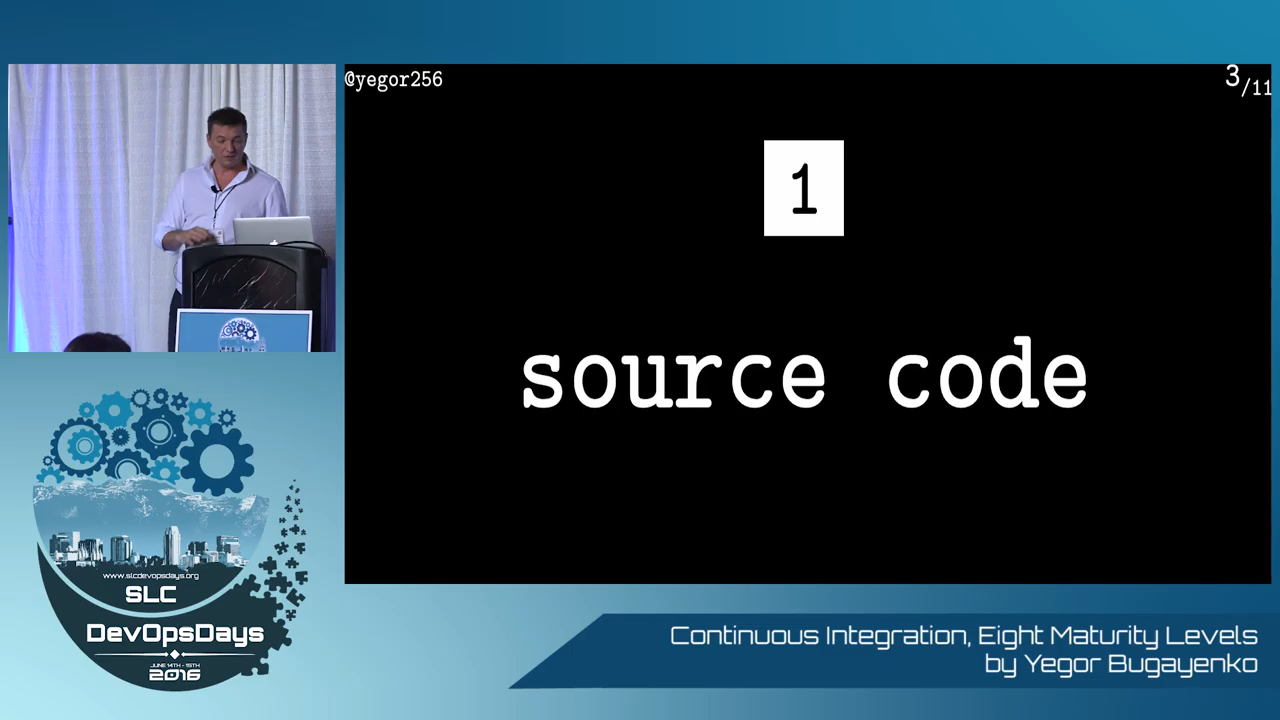 @yegor256
3/11
1
source code
www.slcdevopsdays.org
SLC
DevOpsDays
JUNE 14TH - 15TH
2016
Continuous Integration, Eight Maturity Levels
by Yegor Bugayenko